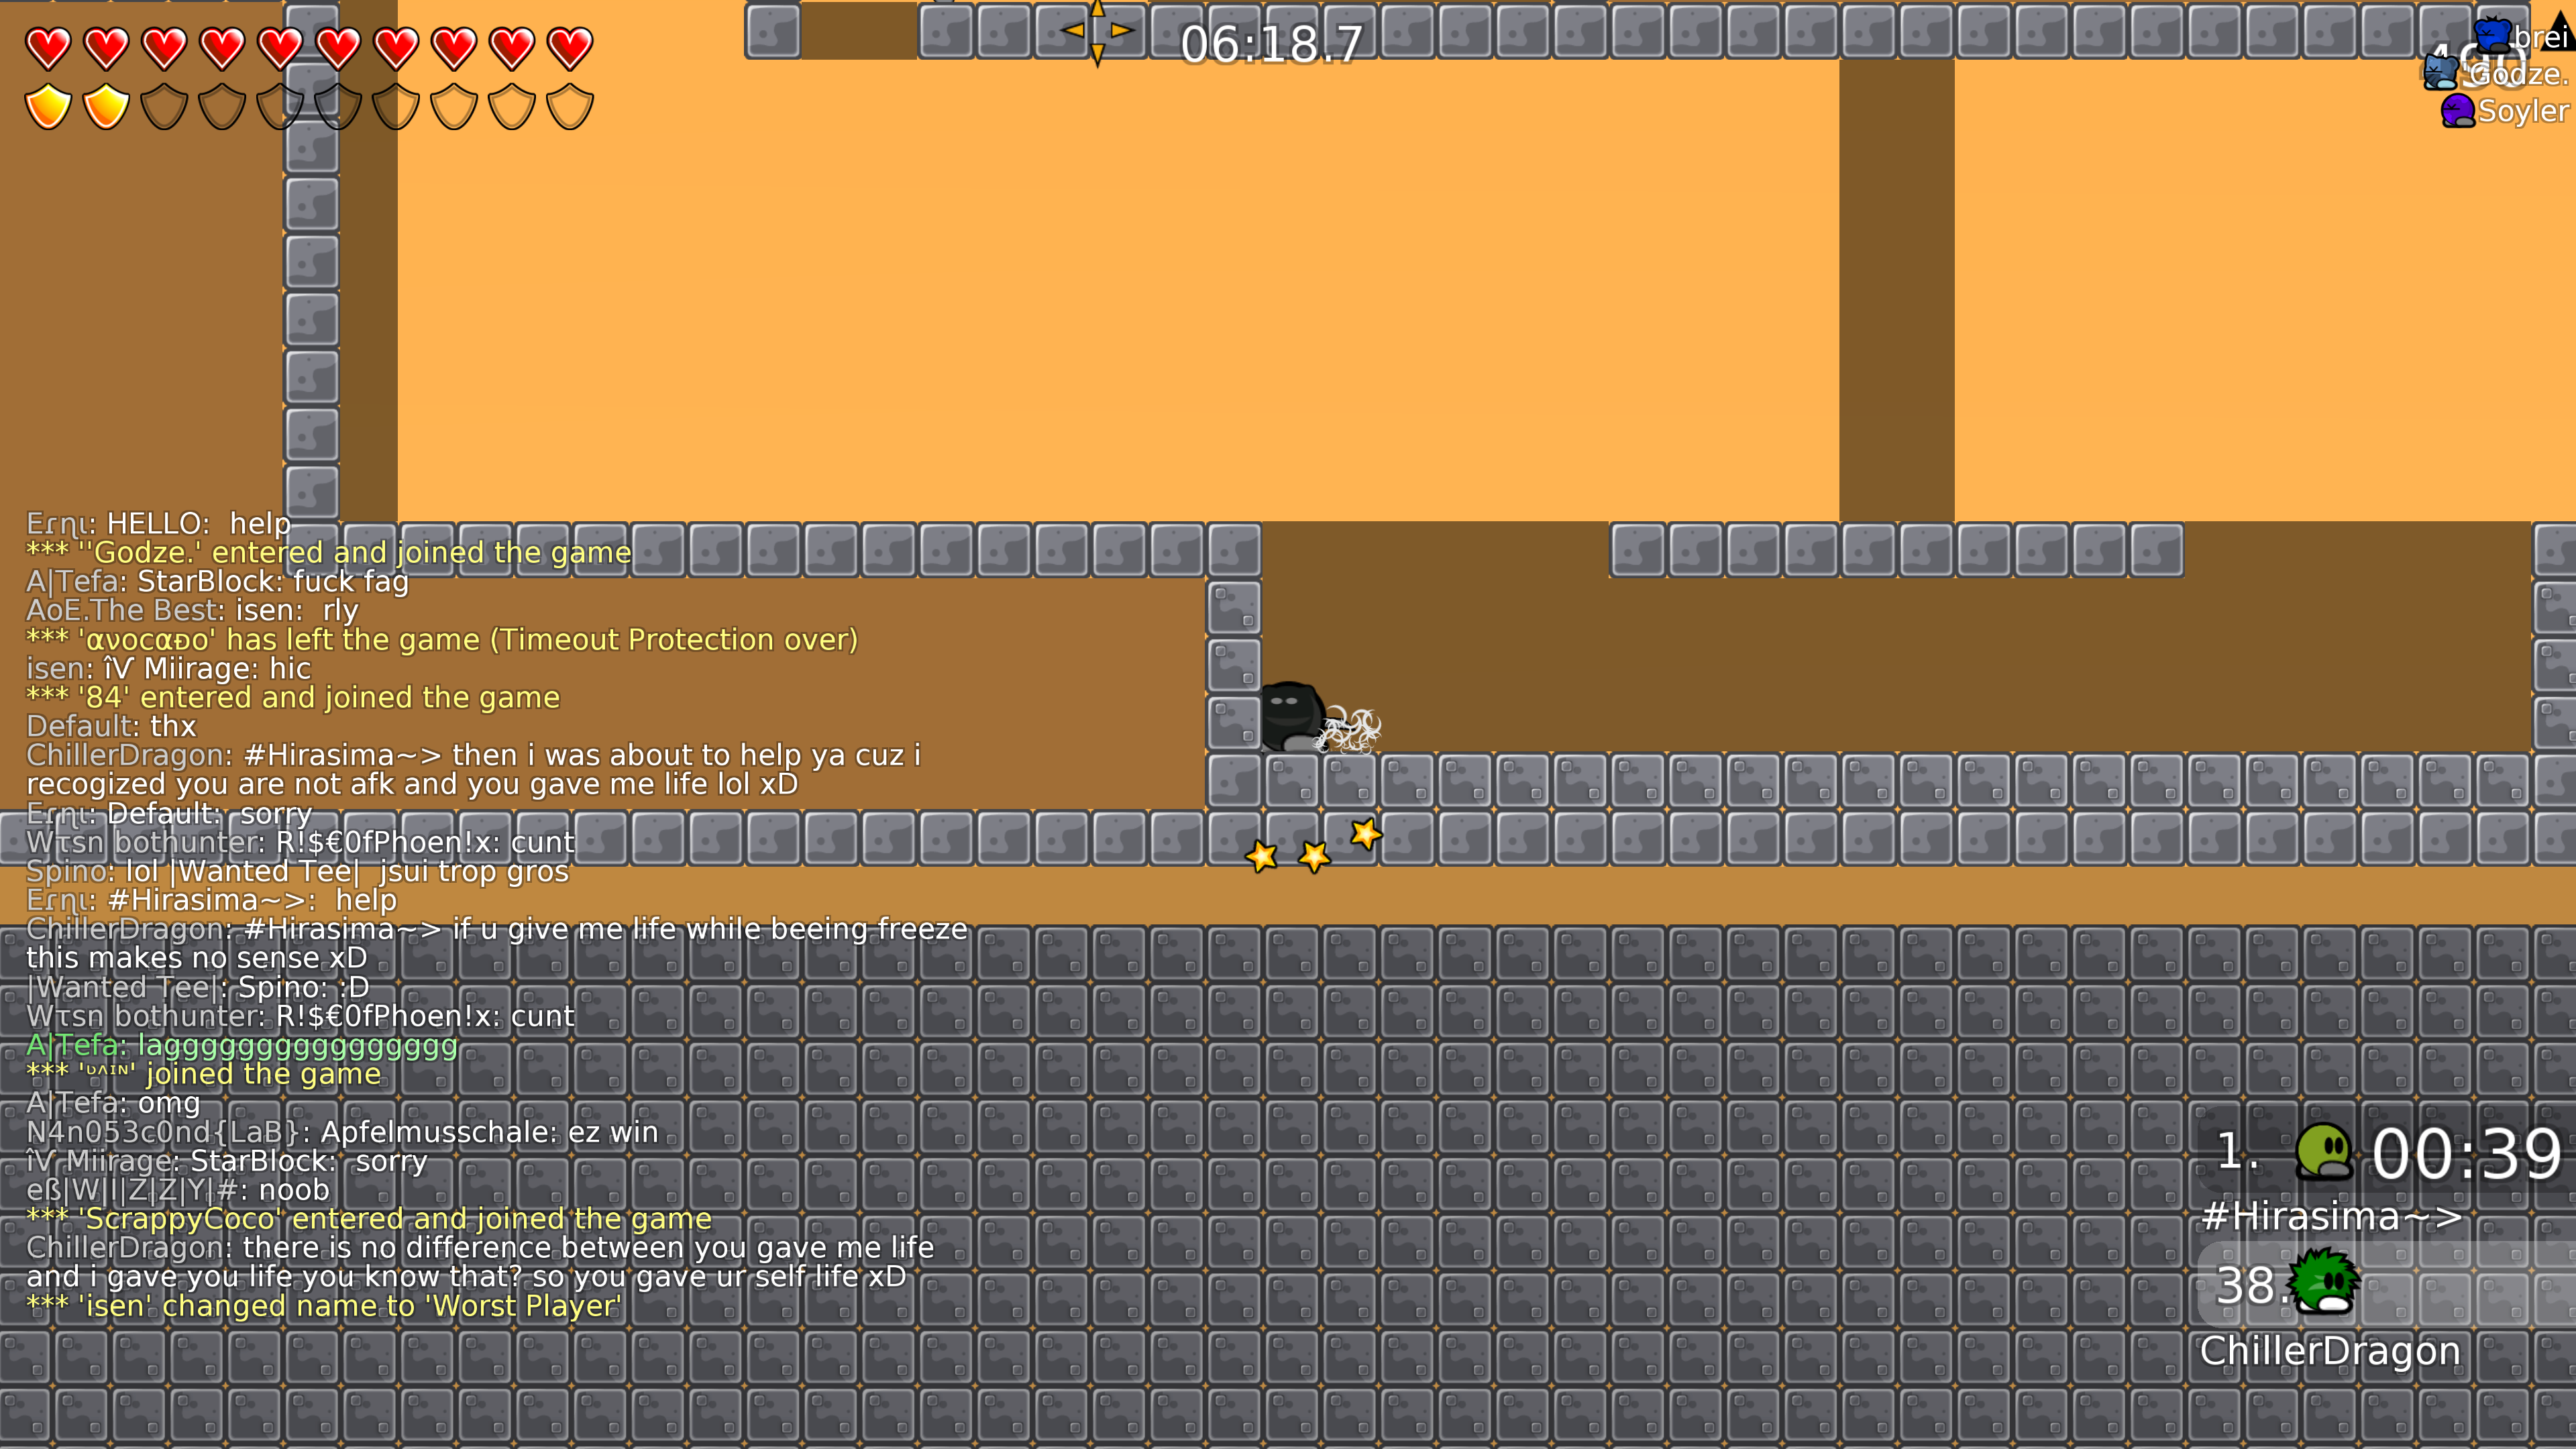 06:18.7
brei
'Godze.
Soyler
Eɾηι: HELLO:  help
*** ''Godze.' entered and joined the game
A|Tefa: StarBlock: fuck fag
AoE.The Best: isen:  rly
*** 'αvocαÐo' has left the game (Timeout Protection over)
isen: îV Miirage: hic
*** '84' entered and joined the game
Default: thx
ChillerDragon: #Hirasima~> then i was about to help ya cuz i
recogized you are not afk and you gave me life lol xD
Eɾηι: Default:  sorry
Wτsn bothunter: R!$€0fPhoen!x: cunt
Spino: lol |Wanted Tee|  jsui trop gros
Eɾηι: #Hirasima~>:  help
ChillerDragon: #Hirasima~> if u give me life while beeing freeze
this makes no sense xD
|Wanted Tee|: Spino: :D
Wτsn bothunter: R!$€0fPhoen!x: cunt
A|Tefa: laggggggggggggggggg
*** 'ᶹᴧᴵᴺ' joined the game
A|Tefa: omg
N4n053c0nd{LaB}: Apfelmusschale: ez win
îV Miirage: StarBlock:  sorry
eß|W|I|Z|Z|Y|#: noob
*** 'ScrappyCoco' entered and joined the game
ChillerDragon: there is no difference between you gave me life
and i gave you life you know that? so you gave ur self life xD
*** 'isen' changed name to 'Worst Player'
1. 00:39
#Hirasima~>
38.
ChillerDragon